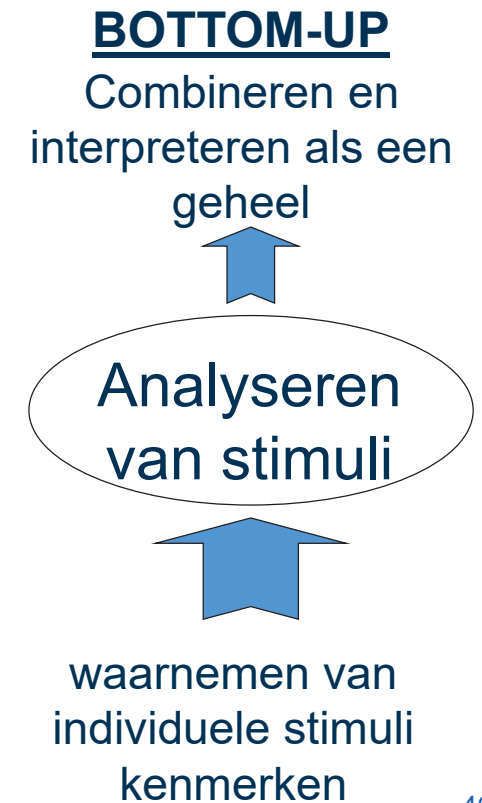 BOTTOM-UP
Combineren en
interpreteren als een
geheel
Analyseren
van stimuli
waarnemen van
individuele stimuli
kenmerken